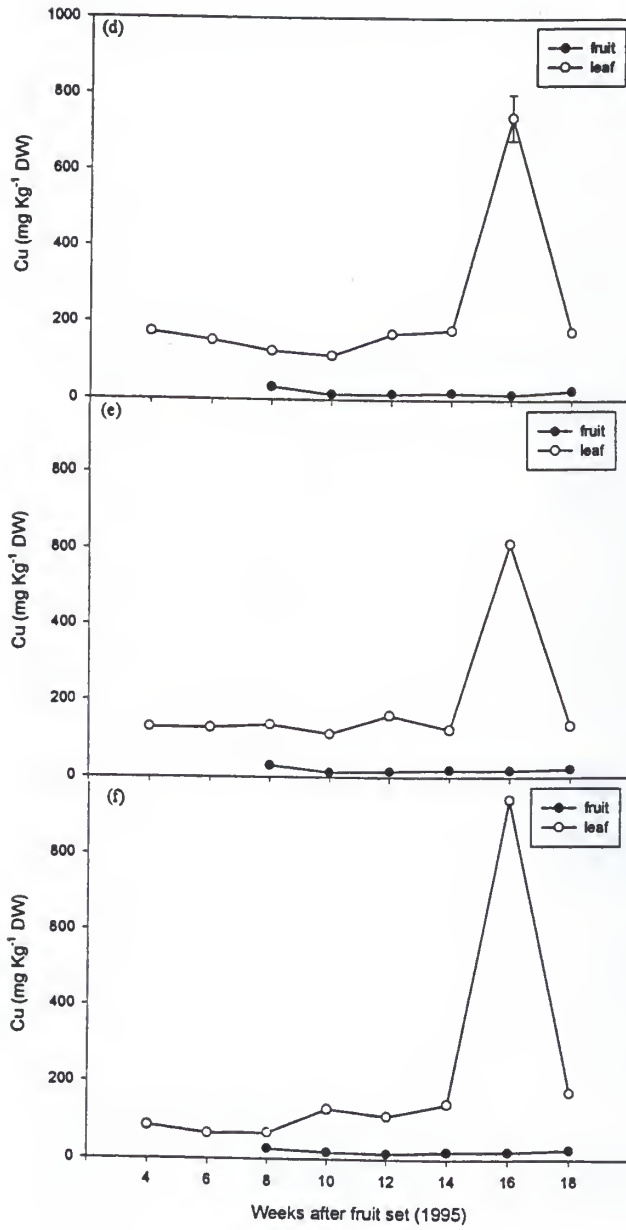 (d)
fruit
leaf
1000
800
600
400
200
0
Cu (mg Kg⁻¹ DW)
(e)
fruit
leaf
800
600
400
200
0
Cu (mg Kg⁻¹ DW)
(f)
fruit
leaf
800
600
400
200
0
Cu (mg Kg⁻¹ DW)
4 6 8 10 12 14 16 18
Weeks after fruit set (1995)